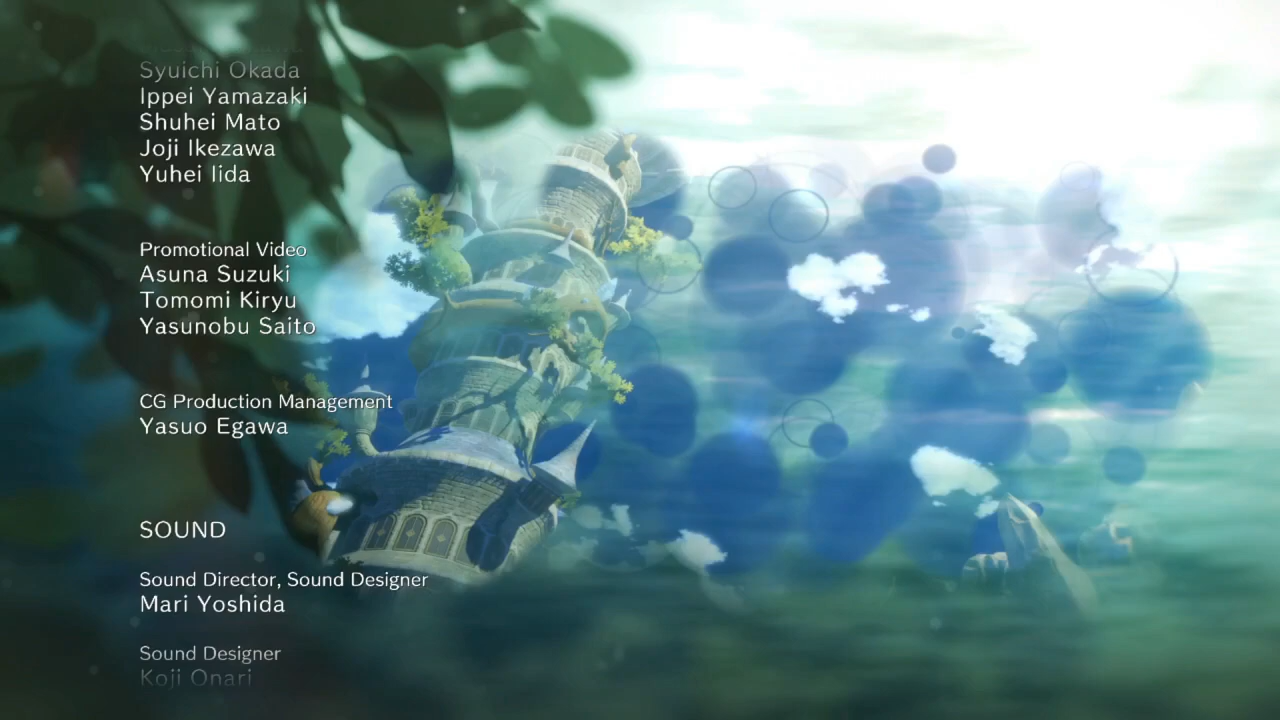 Syuichi Okada
Ippei Yamazaki
Shuhei Mato
Joji Ikezawa
Yuhei Iida
Promotional Video
Asuna Suzuki
Tomomi Kiryu
Yasunobu Saito
CG Production Management
Yasuo Egawa
SOUND
Sound Director, Sound Designer
Mari Yoshida
Sound Designer
Koji Onari